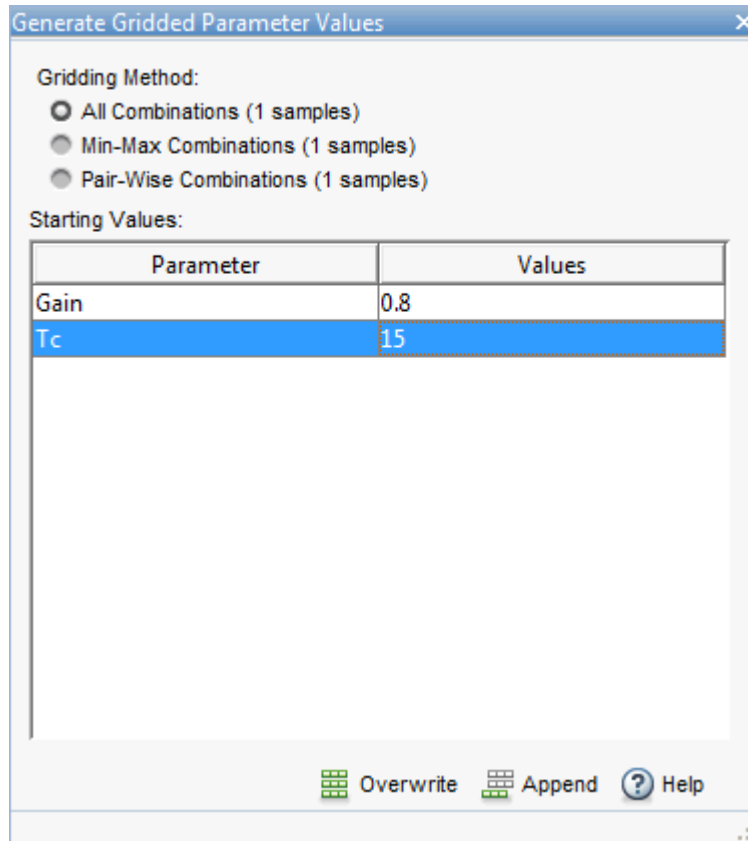 Generate Gridded Parameter Values
Gridding Method:
All Combinations (1 samples)
Min-Max Combinations (1 samples)
Pair-Wise Combinations (1 samples)
Starting Values:
Parameter Values
Gain 0.8
Tc 15
Overwrite Append Help